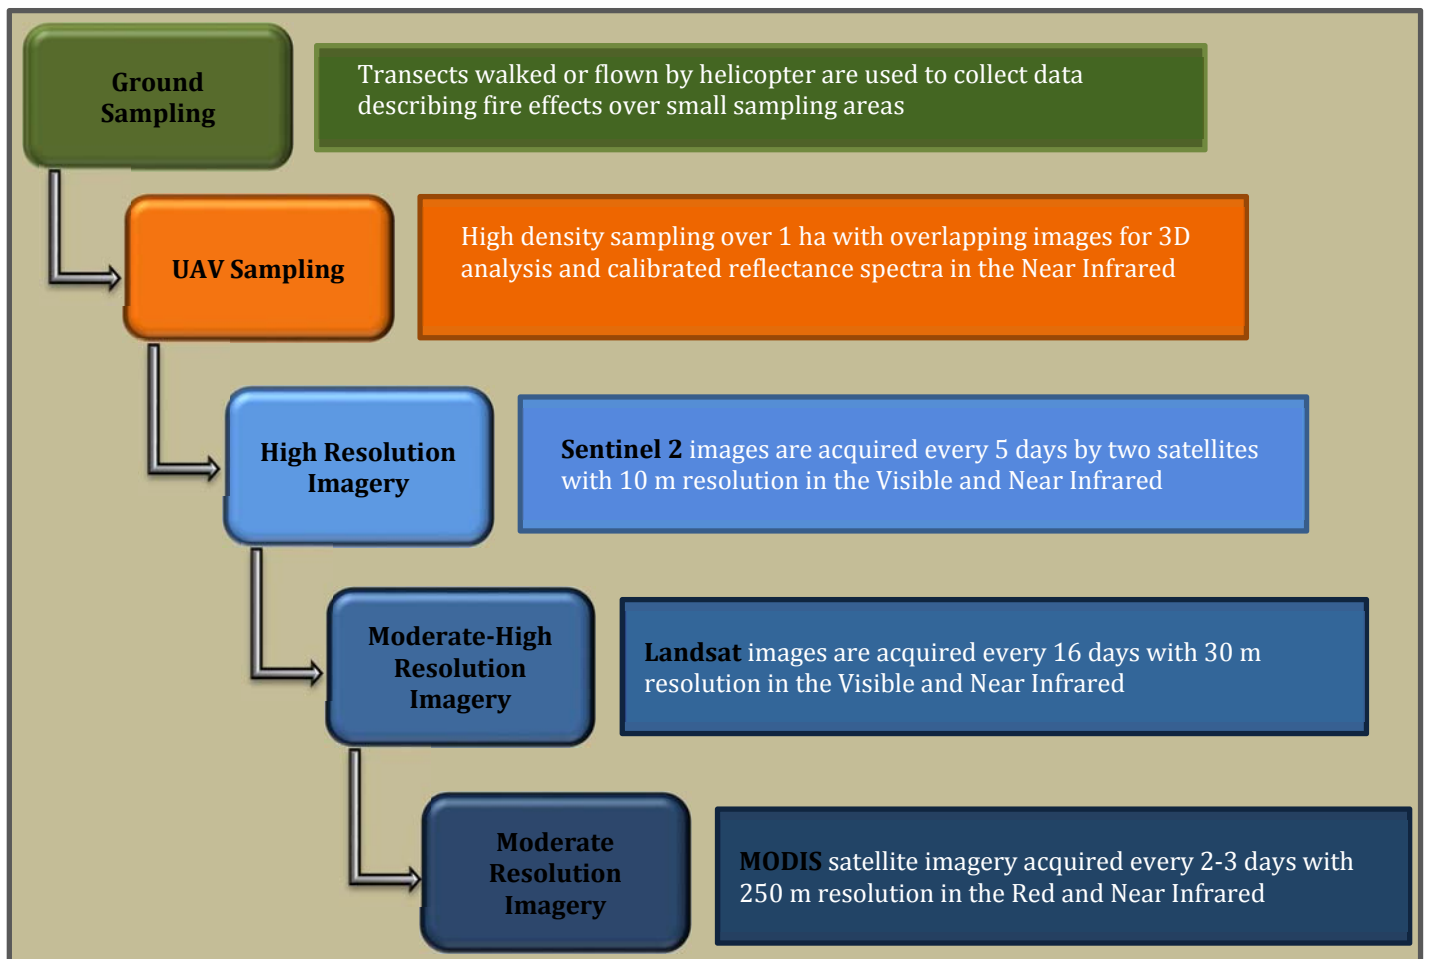 Ground
Sampling
Transects walked or flown by helicopter are used to collect data
describing fire effects over small sampling areas
UAV Sampling
High density sampling over 1 ha with overlapping images for 3D
analysis and calibrated reflectance spectra in the Near Infrared
High Resolution
Imagery
Sentinel 2 images are acquired every 5 days by two satellites
with 10 m resolution in the Visible and Near Infrared
Moderate-High
Resolution
Imagery
Landsat images are acquired every 16 days with 30 m
resolution in the Visible and Near Infrared
Moderate
Resolution
Imagery
MODIS satellite imagery acquired every 2-3 days with
250 m resolution in the Red and Near Infrared